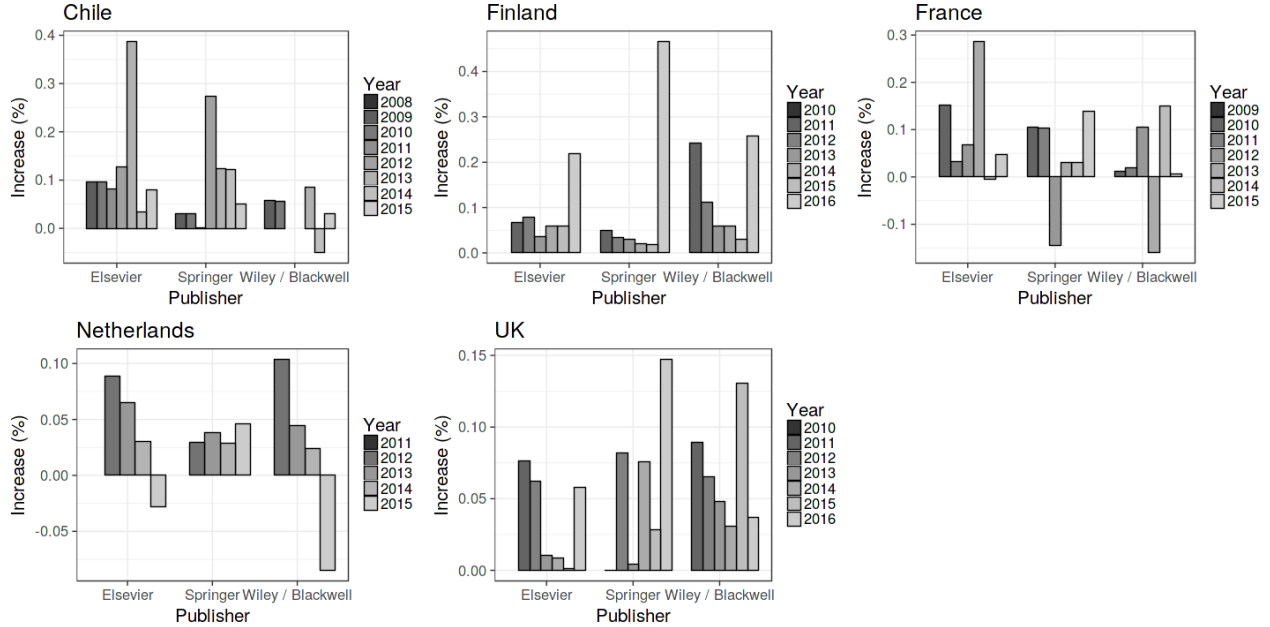 Chile
Increase (%)
0.4
0.3
0.2
0.1
0.0
Elsevier
Springer
Wiley / Blackwell
Publisher
Year
2008
2009
2010
2011
2012
2013
2014
2015
Finland
Increase (%)
0.4
0.3
0.2
0.1
0.0
Elsevier
Springer
Wiley / Blackwell
Publisher
Year
2010
2011
2012
2013
2014
2015
2016
France
Increase (%)
0.3
0.2
0.1
0.0
-0.1
Elsevier
Springer
Wiley / Blackwell
Publisher
Year
2009
2010
2011
2012
2013
2014
2015
Netherlands
Increase (%)
0.10
0.05
0.00
-0.05
Elsevier
Springer
Wiley / Blackwell
Publisher
Year
2011
2012
2013
2014
2015
UK
Increase (%)
0.15
0.10
0.05
0.00
Elsevier
Springer
Wiley / Blackwell
Publisher
Year
2010
2011
2012
2013
2014
2015
2016